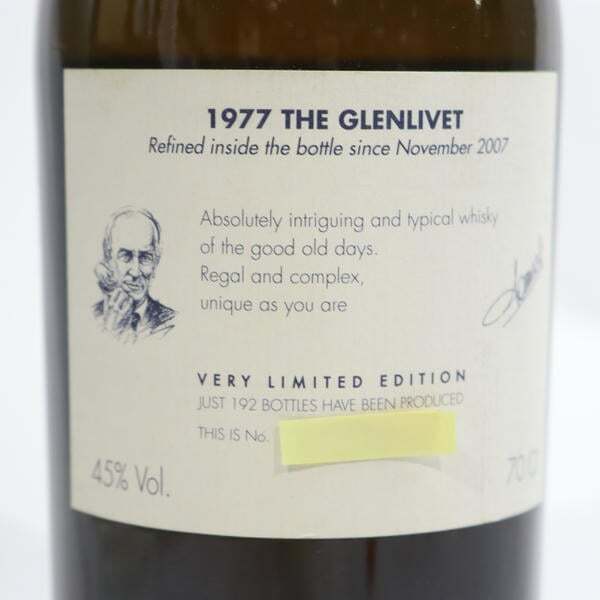 1977 THE GLENLIVET
Refined inside the bottle since November 2007
Absolutely intriguing and typical whisky
of the good old days.
Regal and complex,
unique as you are
VERY LIMITED EDITION
JUST 192 BOTTLES HAVE BEEN PRODUCED
THIS IS No.
45% Vol.
70 Cl